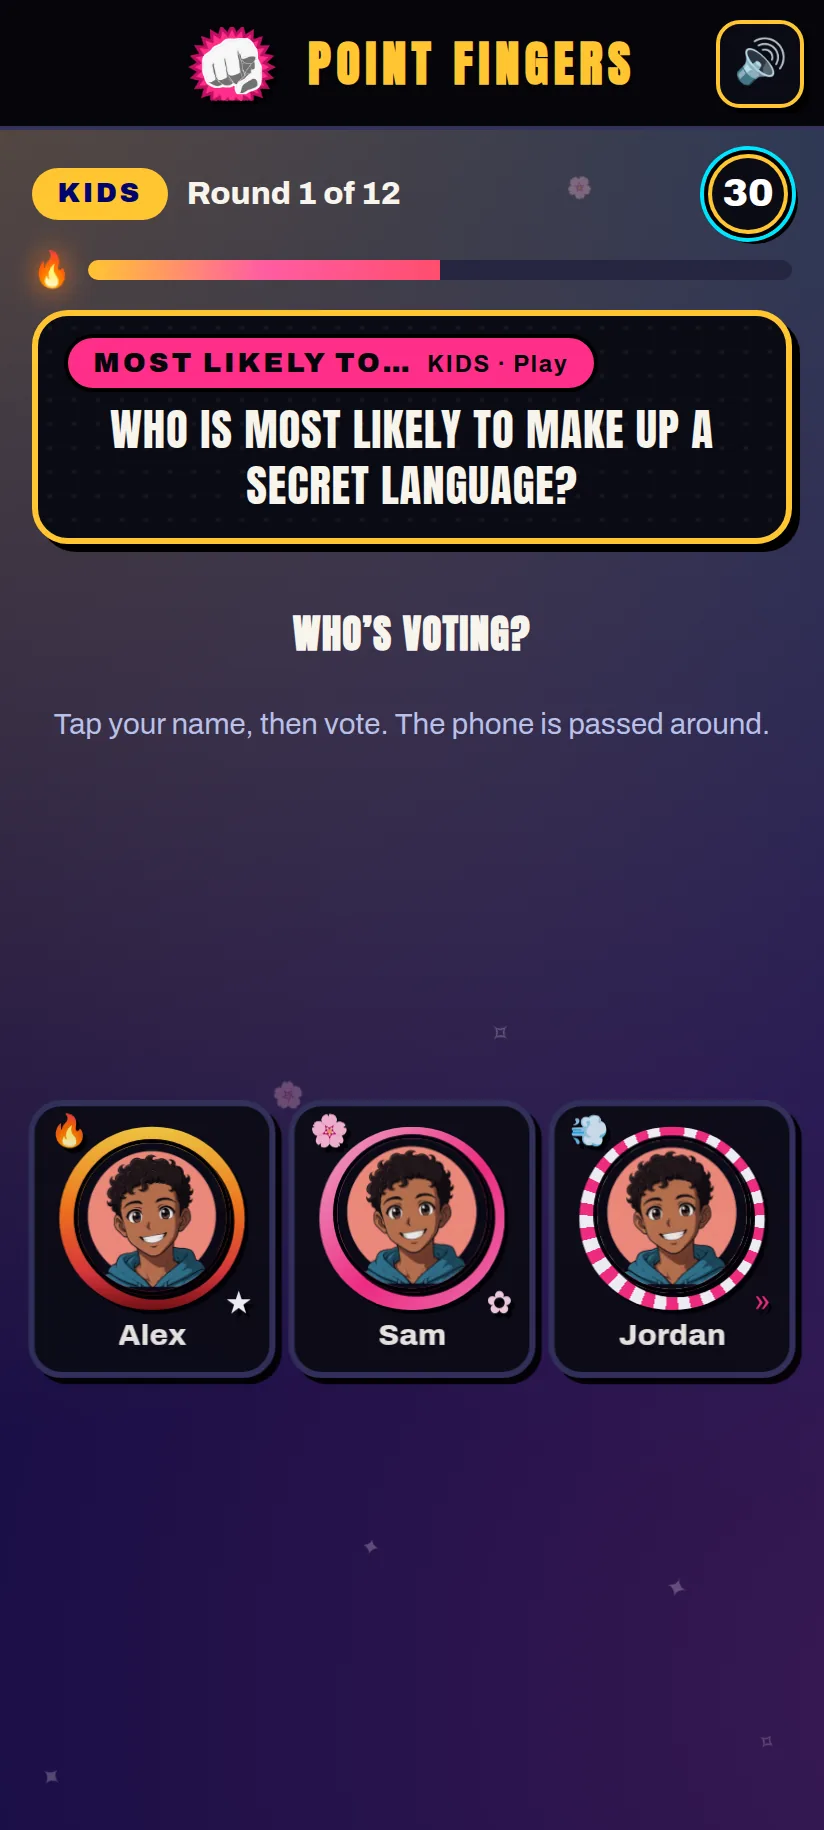 POINT FINGERS
KIDS Round 1 of 12 30
MOST LIKELY TO... KIDS · Play
WHO IS MOST LIKELY TO MAKE UP A
SECRET LANGUAGE?
WHO'S VOTING?
Tap your name, then vote. The phone is passed around.
Alex Sam Jordan